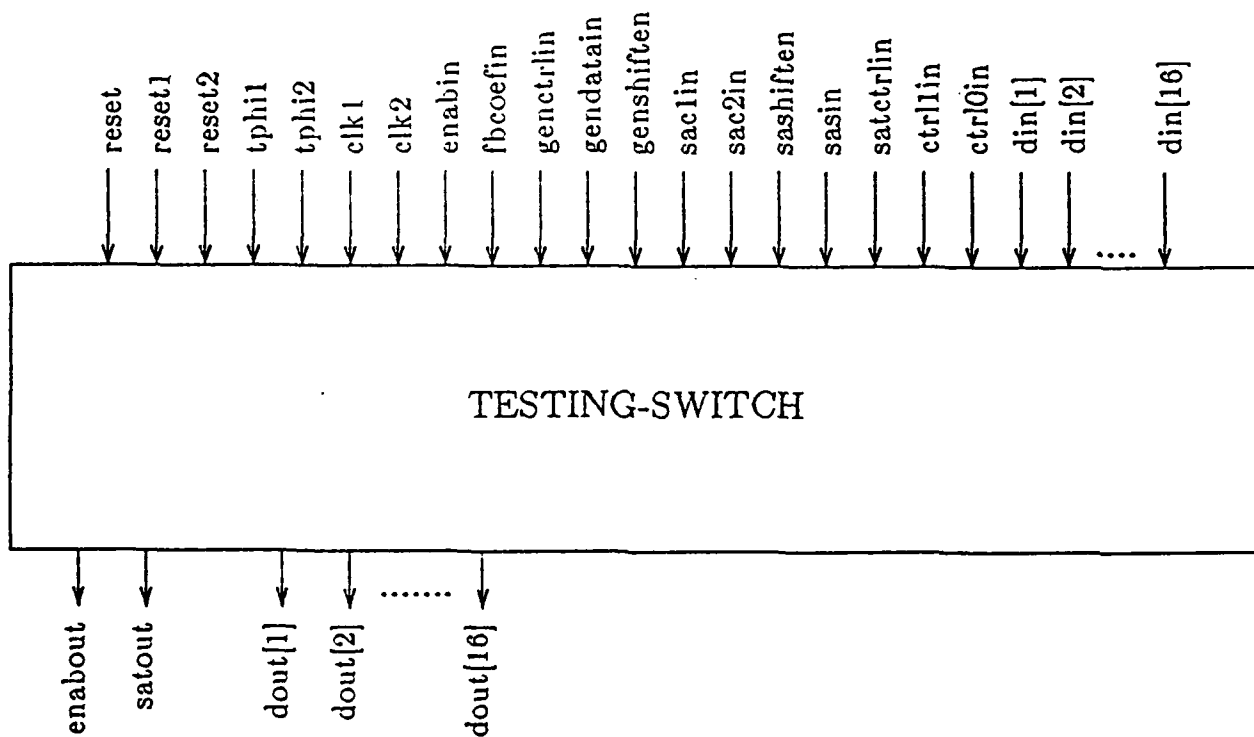 reset
reset1
reset2
tphi1
tphi2
clk1
clk2
enabin
fbcoefin
genctrlin
gendatain
genshiften
sac1in
sac2in
sashiften
sasin
satctrlin
ctrl1in
ctrl0in
din[1]
din[2]
....
din[16]
TESTING-SWITCH
enabout
satout
dout[1]
dout[2]
.......
dout[16]